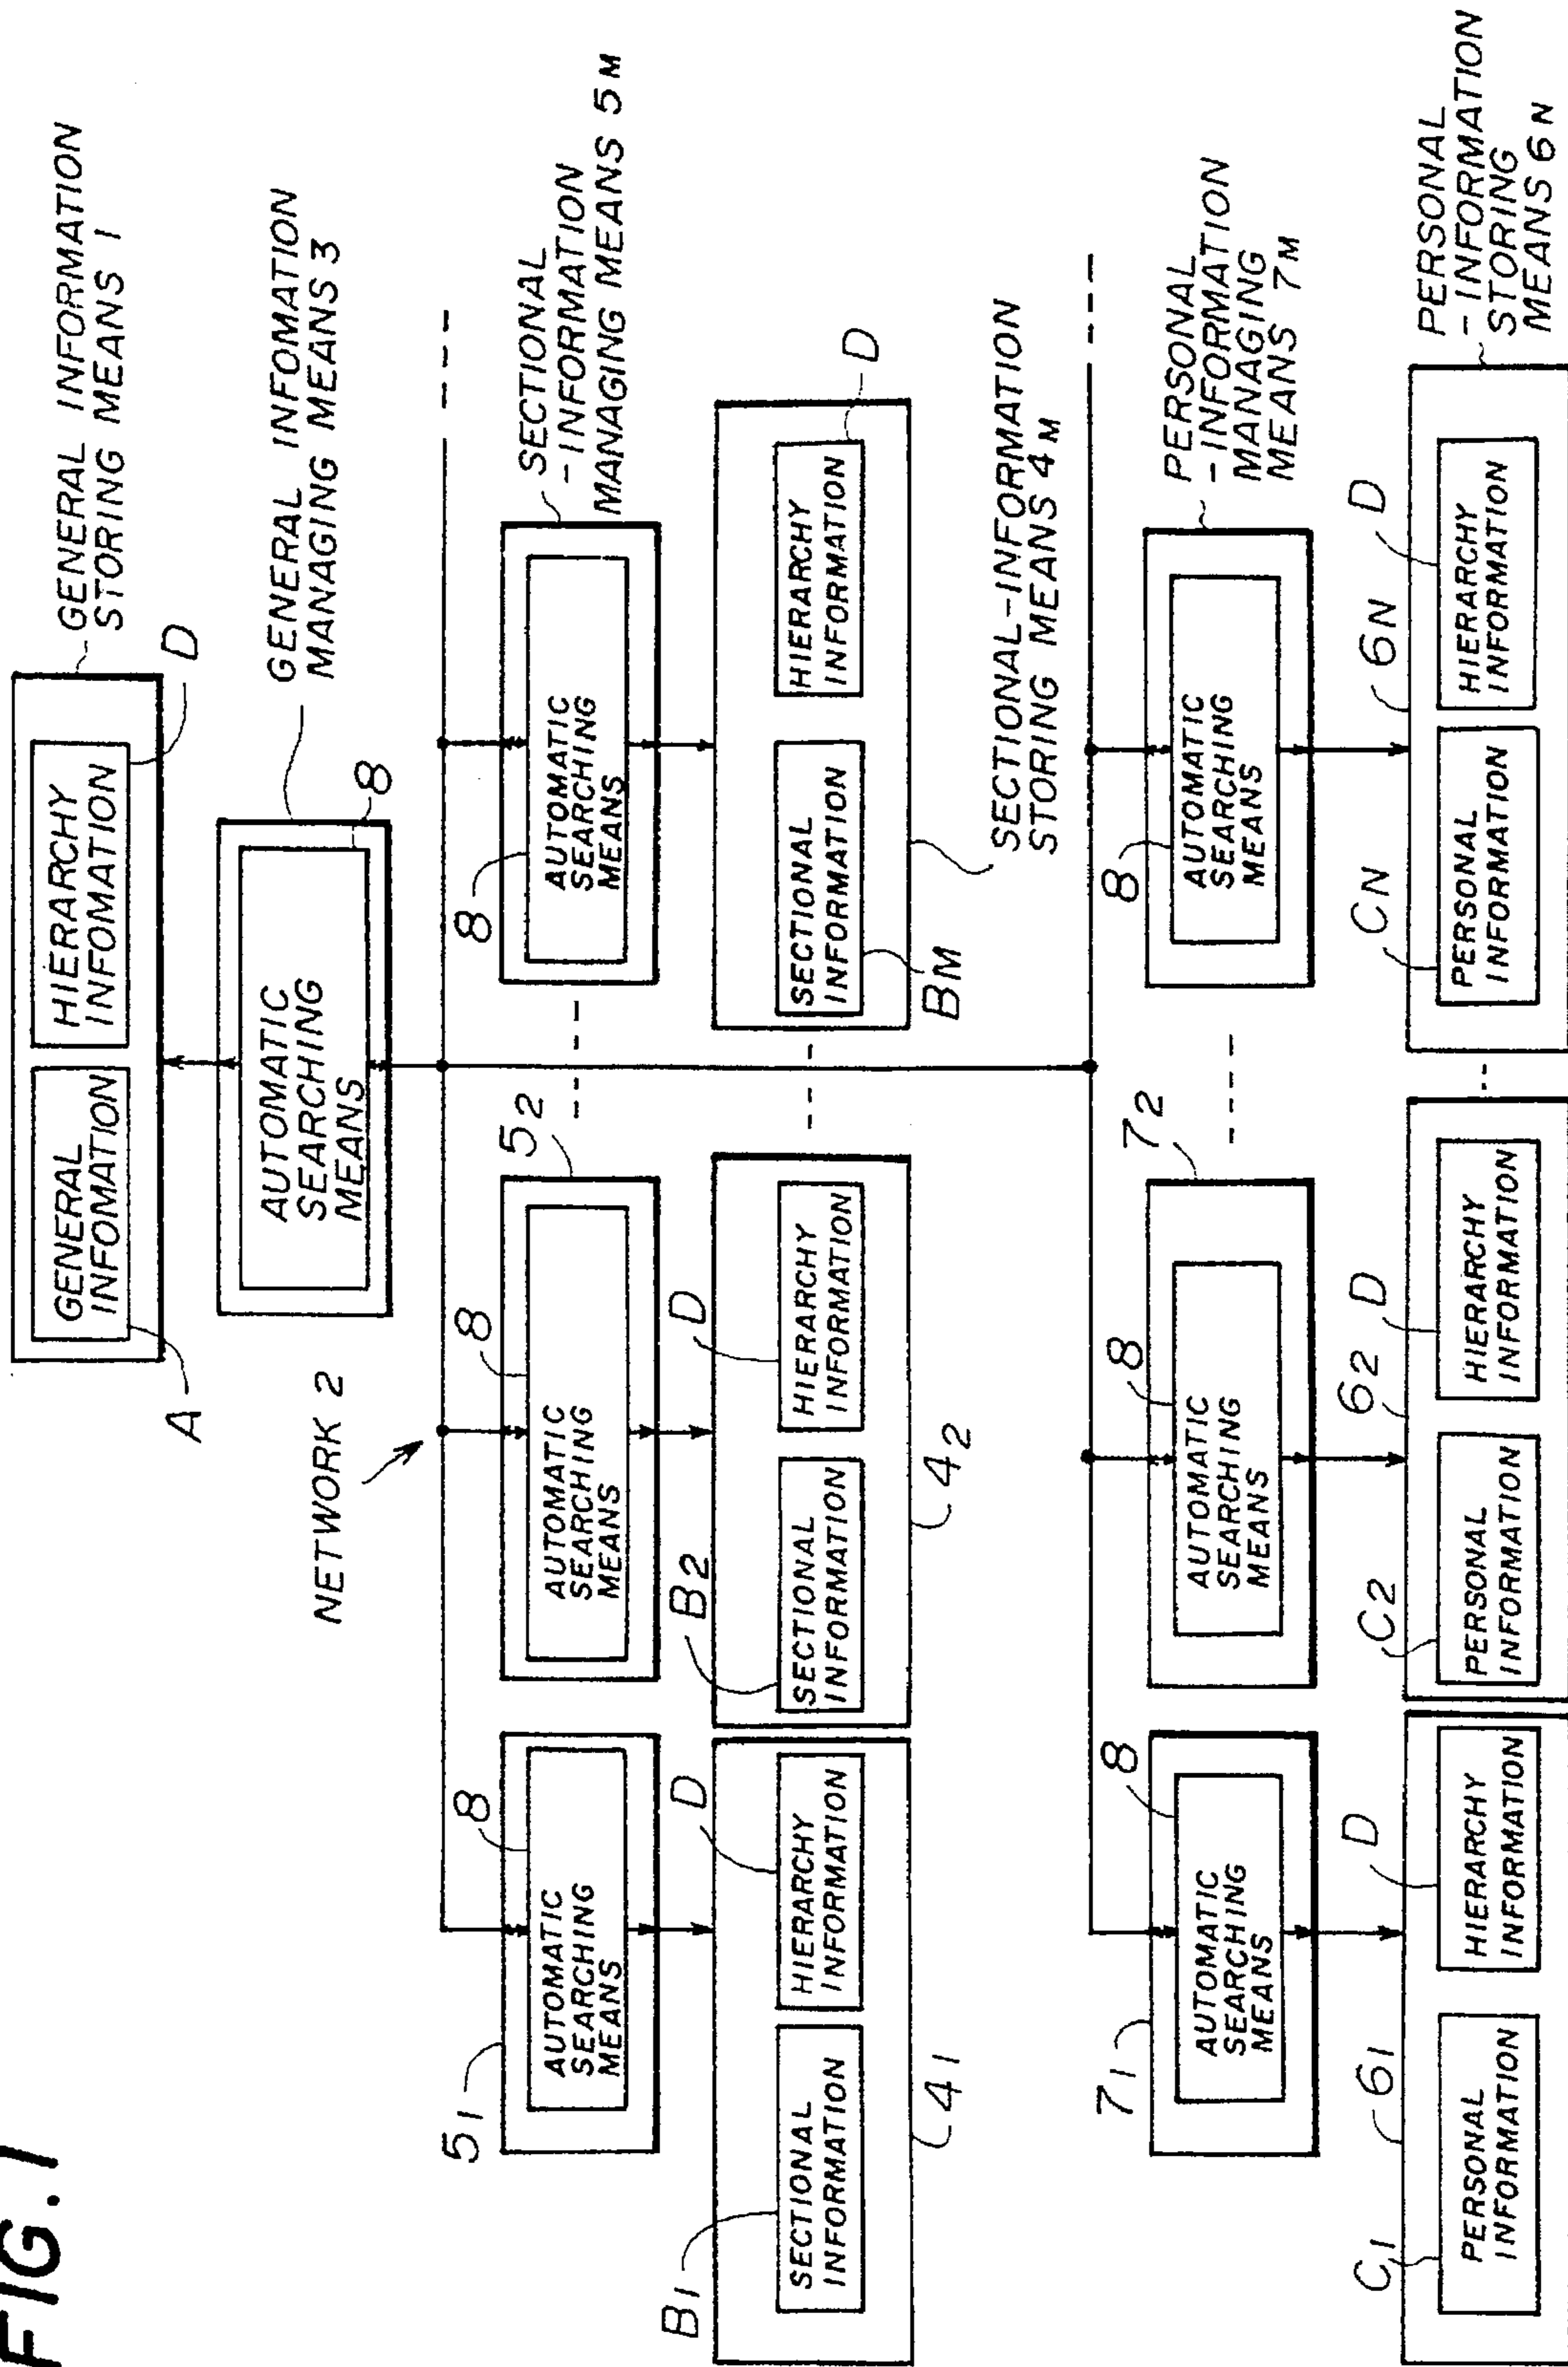 FIG. 1
GENERAL INFORMATION
STORING MEANS 1
GENERAL
INFOMATION
HIERARCHY
INFOMATION
A
D
GENERAL INFOMATION
MANAGING MEANS 3
AUTOMATIC
SEARCHING
MEANS
8
NETWORK 2
51
8
AUTOMATIC
SEARCHING
MEANS
52
8
AUTOMATIC
SEARCHING
MEANS
8
AUTOMATIC
SEARCHING
MEANS
SECTIONAL
- INFORMATION
MANAGING MEANS 5M
B1
D
SECTIONAL
INFORMATION
HIERARCHY
INFORMATION
41
B2
D
SECTIONAL
INFORMATION
HIERARCHY
INFORMATION
42
SECTIONAL
INFORMATION
HIERARCHY
INFORMATION
D
BM
SECTIONAL-INFORMATION
STORING MEANS 4M
71
8
AUTOMATIC
SEARCHING
MEANS
72
8
AUTOMATIC
SEARCHING
MEANS
8
AUTOMATIC
SEARCHING
MEANS
PERSONAL
- INFORMATION
MANAGING
MEANS 7M
C1
61
D
PERSONAL
INFORMATION
HIERARCHY
INFORMATION
C2
62
D
PERSONAL
INFORMATION
HIERARCHY
INFORMATION
CN
6N
D
PERSONAL
INFORMATION
HIERARCHY
INFORMATION
PERSONAL
- INFORMATION
STORING
MEANS 6N